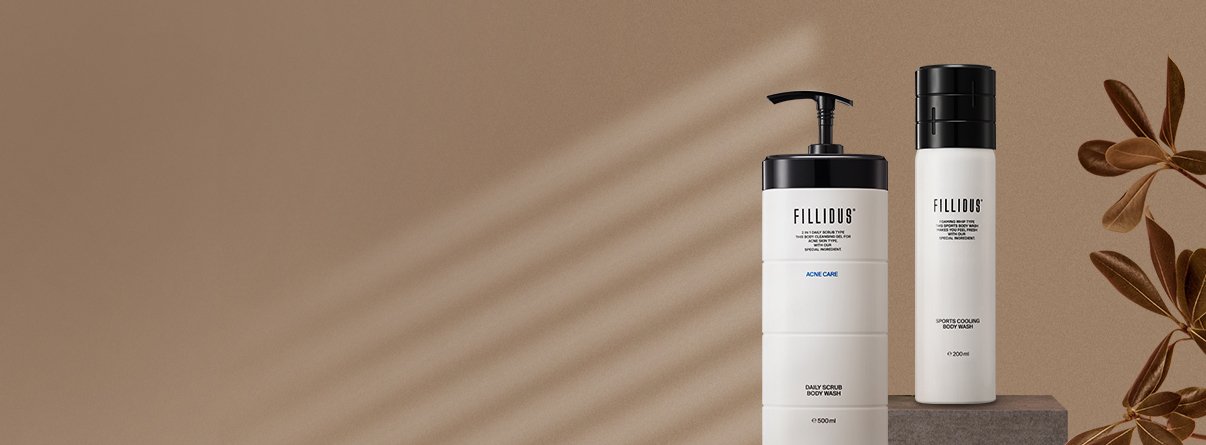 FILLIDUS
2 IN 1 DAILY SCRUB TYPE
THIS BODY CLEANSING GEL FOR
ACNE SKIN TYPE,
WITH OUR
SPECIAL INGREDIENT.
ACNE CARE
DAILY SCRUB
BODY WASH
℮ 500ml
FILLIDUS
FOAMING WHIP TYPE
THIS SPORTS BODY WASH
MAKES YOU FEEL FRESH
WITH OUR
SPECIAL INGREDIENT.
SPORTS COOLING
BODY WASH
℮ 200ml